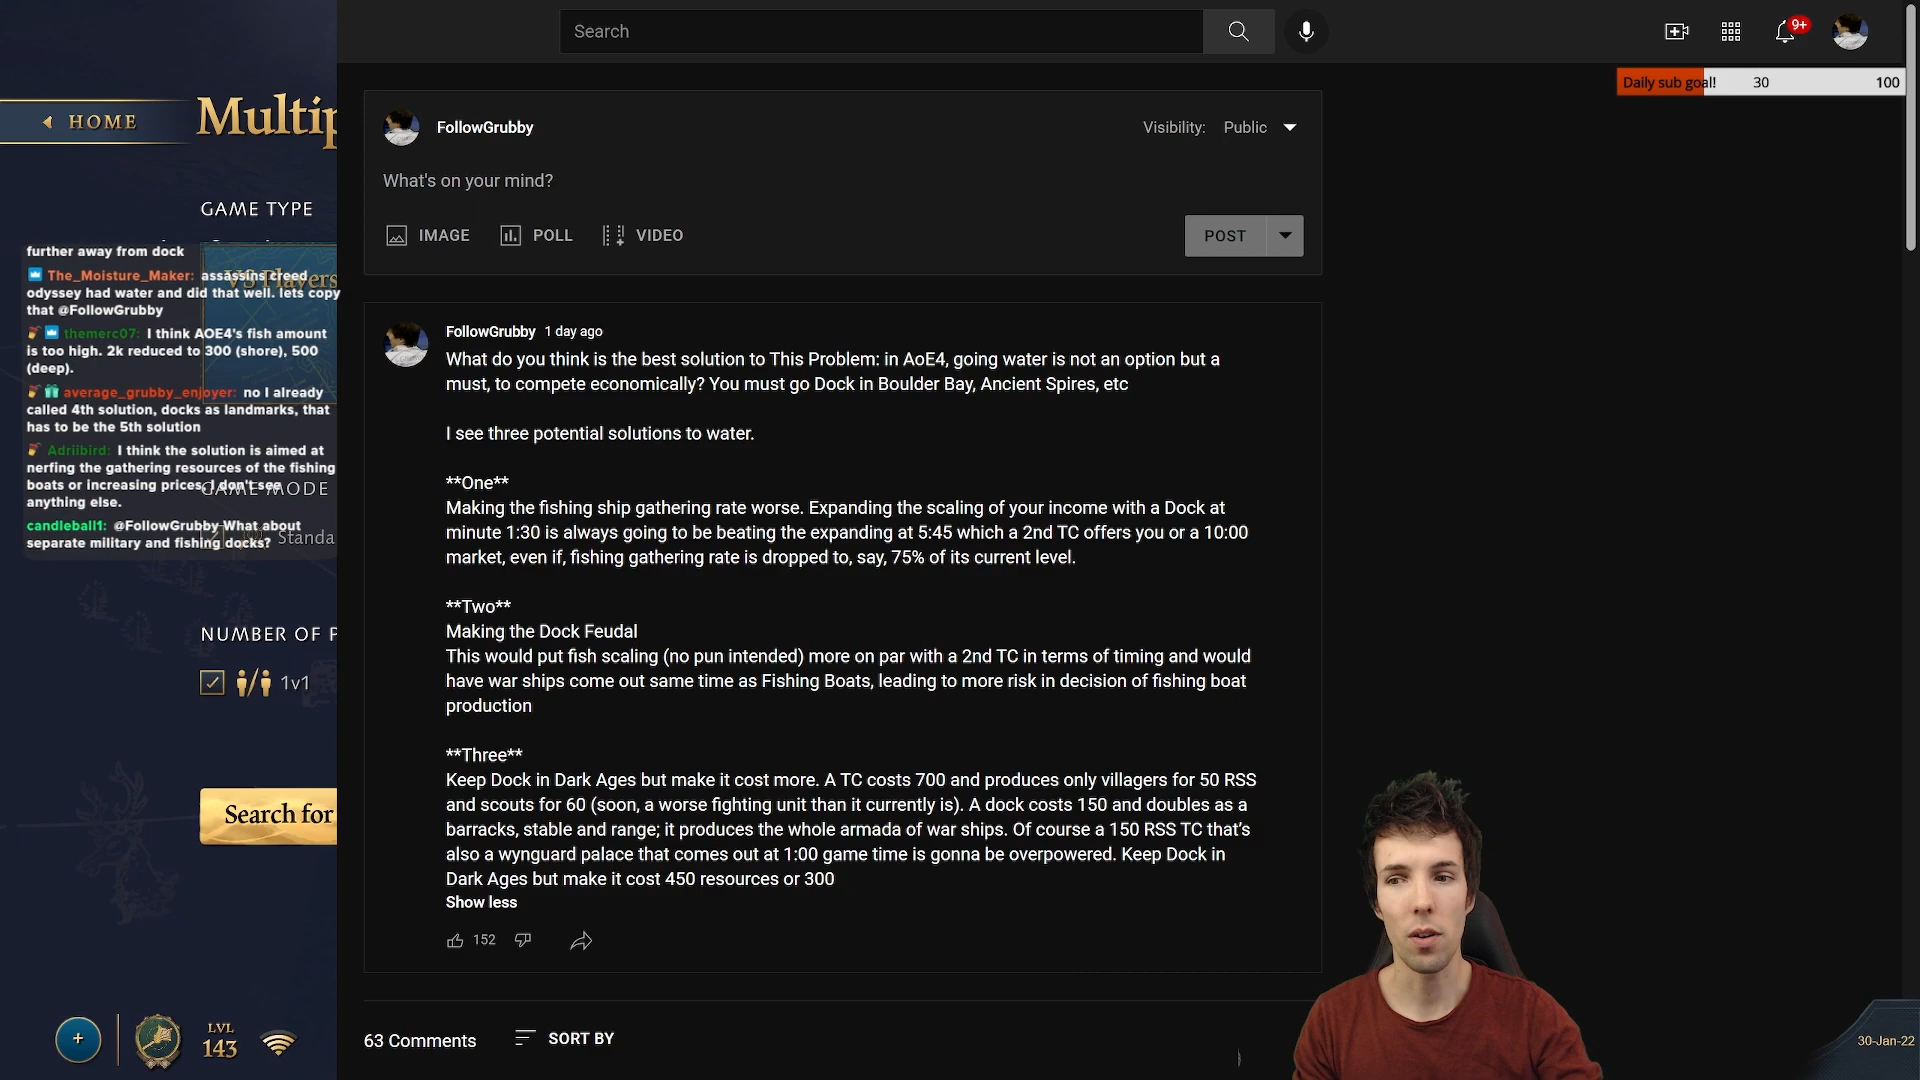 Search
9+
Daily sub goal! 30 100
HOME
Multip
GAME TYPE
VS Players
further away from dock
The_Moisture_Maker: assassins creed
odyssey had water and did that well. lets copy
that @FollowGrubby
themerc07: I think AOE4's fish amount
is too high. 2k reduced to 300 (shore), 500
(deep).
average_grubby_enjoyer: no I already
called 4th solution, docks as landmarks, that
has to be the 5th solution
Adriibird: I think the solution is aimed at
nerfing the gathering resources of the fishing
boats or increasing prices, I don't see
anything else.
GAME MODE
candleball1: @FollowGrubby What about
separate military and fishing docks?
Standa
NUMBER OF P
1v1
Search for
LVL
143
FollowGrubby
Visibility: Public
What's on your mind?
IMAGE POLL VIDEO
POST
FollowGrubby 1 day ago
What do you think is the best solution to This Problem: in AoE4, going water is not an option but a
must, to compete economically? You must go Dock in Boulder Bay, Ancient Spires, etc
I see three potential solutions to water.
**One**
Making the fishing ship gathering rate worse. Expanding the scaling of your income with a Dock at
minute 1:30 is always going to be beating the expanding at 5:45 which a 2nd TC offers you or a 10:00
market, even if, fishing gathering rate is dropped to, say, 75% of its current level.
**Two**
Making the Dock Feudal
This would put fish scaling (no pun intended) more on par with a 2nd TC in terms of timing and would
have war ships come out same time as Fishing Boats, leading to more risk in decision of fishing boat
production
**Three**
Keep Dock in Dark Ages but make it cost more. A TC costs 700 and produces only villagers for 50 RSS
and scouts for 60 (soon, a worse fighting unit than it currently is). A dock costs 150 and doubles as a
barracks, stable and range; it produces the whole armada of war ships. Of course a 150 RSS TC that's
also a wynguard palace that comes out at 1:00 game time is gonna be overpowered. Keep Dock in
Dark Ages but make it cost 450 resources or 300
Show less
152
63 Comments SORT BY
30-Jan-22